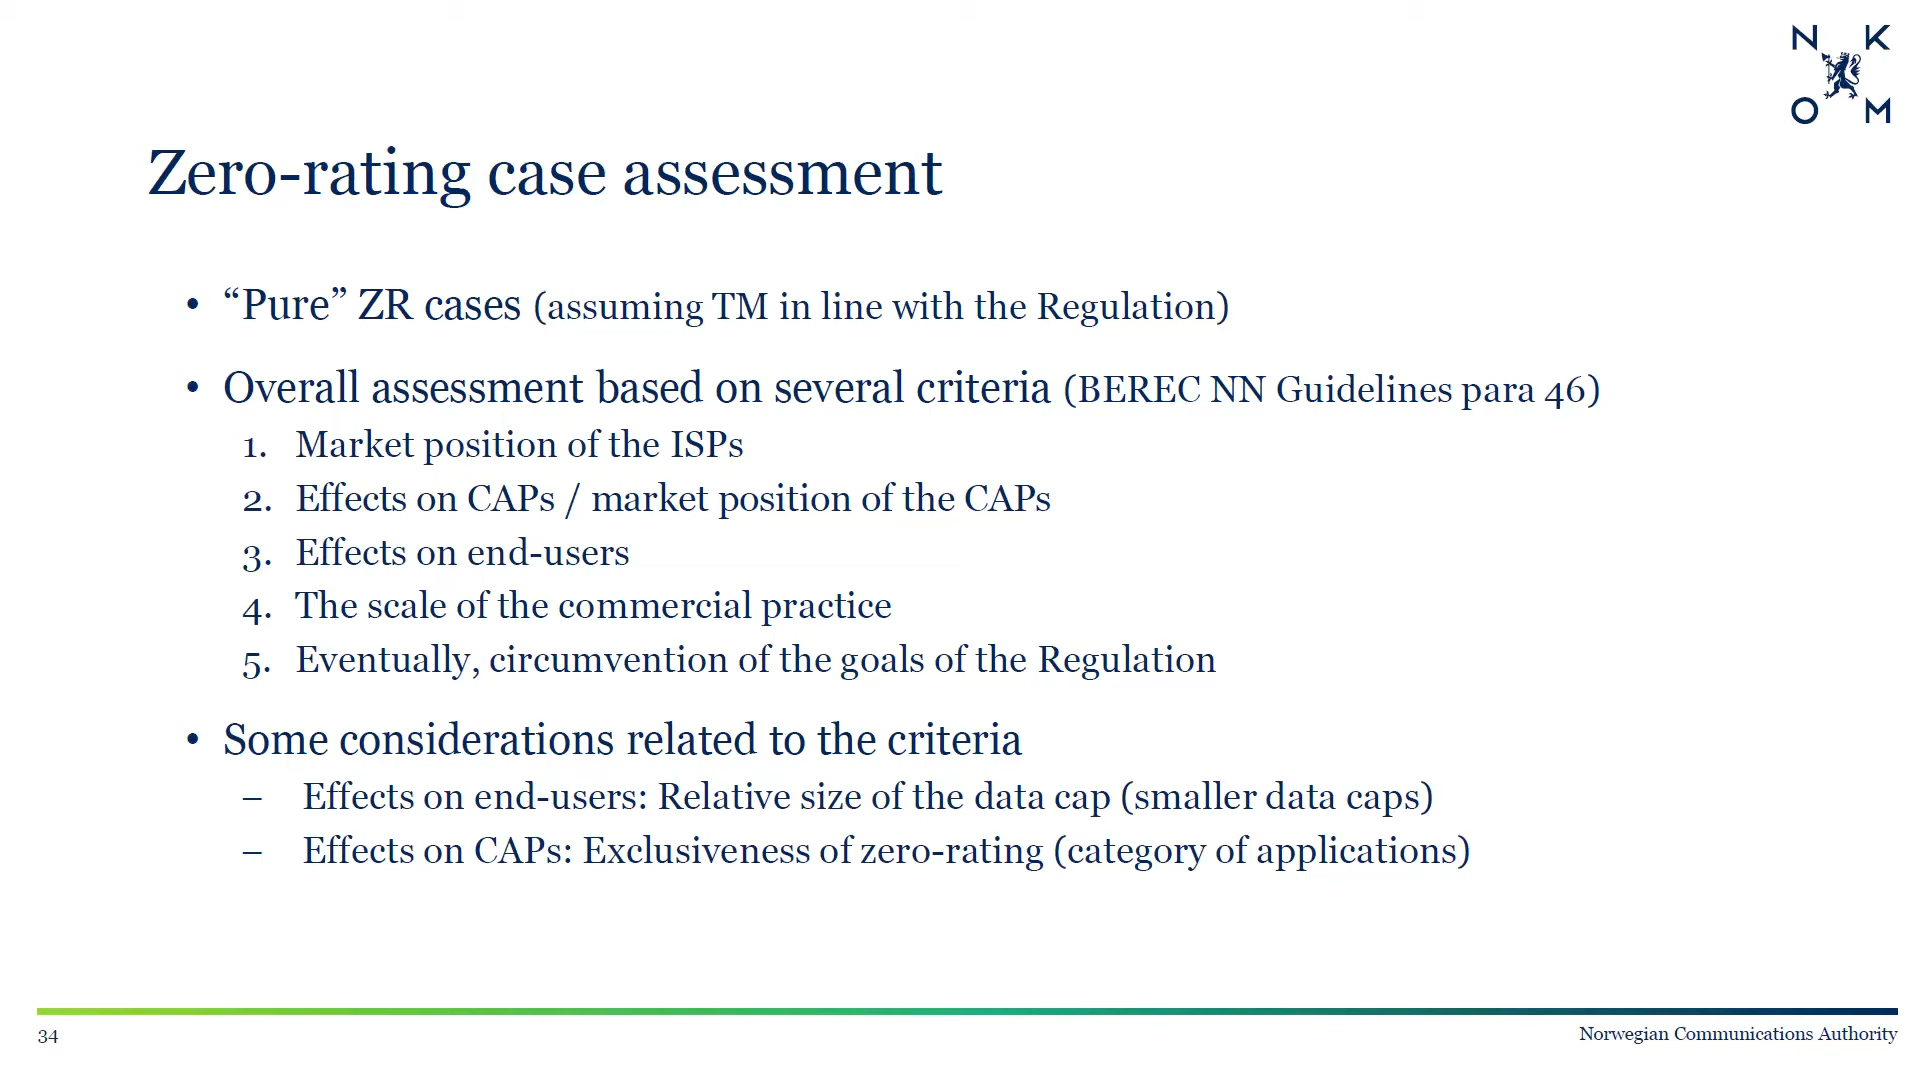 N K
O M
Zero-rating case assessment
• “Pure” ZR cases (assuming TM in line with the Regulation)
• Overall assessment based on several criteria (BEREC NN Guidelines para 46)
1. Market position of the ISPs
2. Effects on CAPs / market position of the CAPs
3. Effects on end-users
4. The scale of the commercial practice
5. Eventually, circumvention of the goals of the Regulation
• Some considerations related to the criteria
– Effects on end-users: Relative size of the data cap (smaller data caps)
– Effects on CAPs: Exclusiveness of zero-rating (category of applications)
34
Norwegian Communications Authority